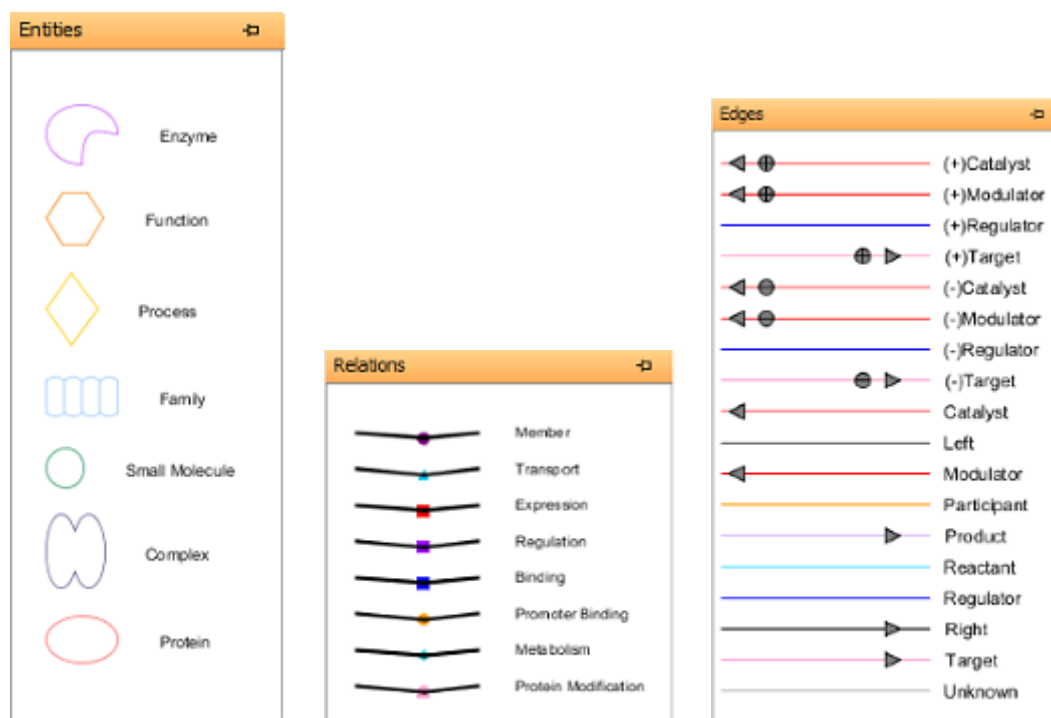 Entities
Enzyme
Function
Process
Family
Small Molecule
Complex
Protein
Relations
Member
Transport
Expression
Regulation
Binding
Promoter Binding
Metabolism
Protein Modification
Edges
(+)Catalyst
(+)Modulator
(+)Regulator
(+)Target
(-)Catalyst
(-)Modulator
(-)Regulator
(-)Target
Catalyst
Left
Modulator
Participant
Product
Reactant
Regulator
Right
Target
Unknown